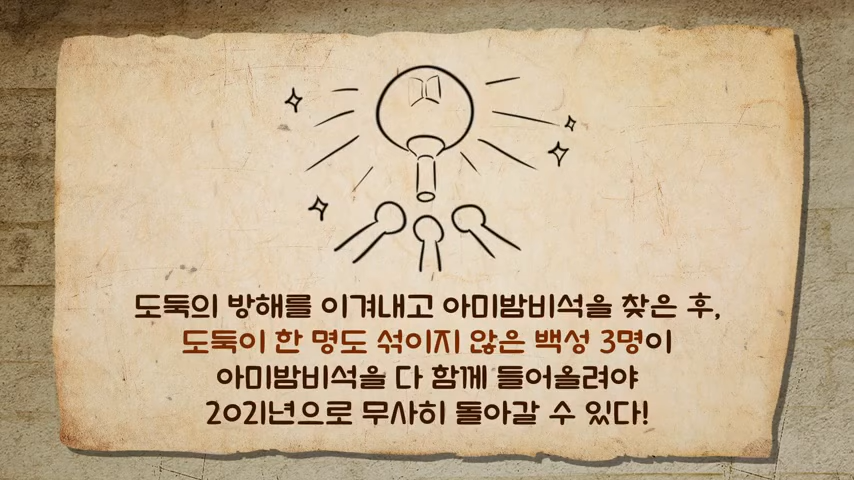 도둑의 방해를 이겨내고 아미밤비석을 찾은 후,
도둑이 한 명도 섞이지 않은 백성 3명이
아미밤비석을 다 함께 들어올려야
2021년으로 무사히 돌아갈 수 있다!